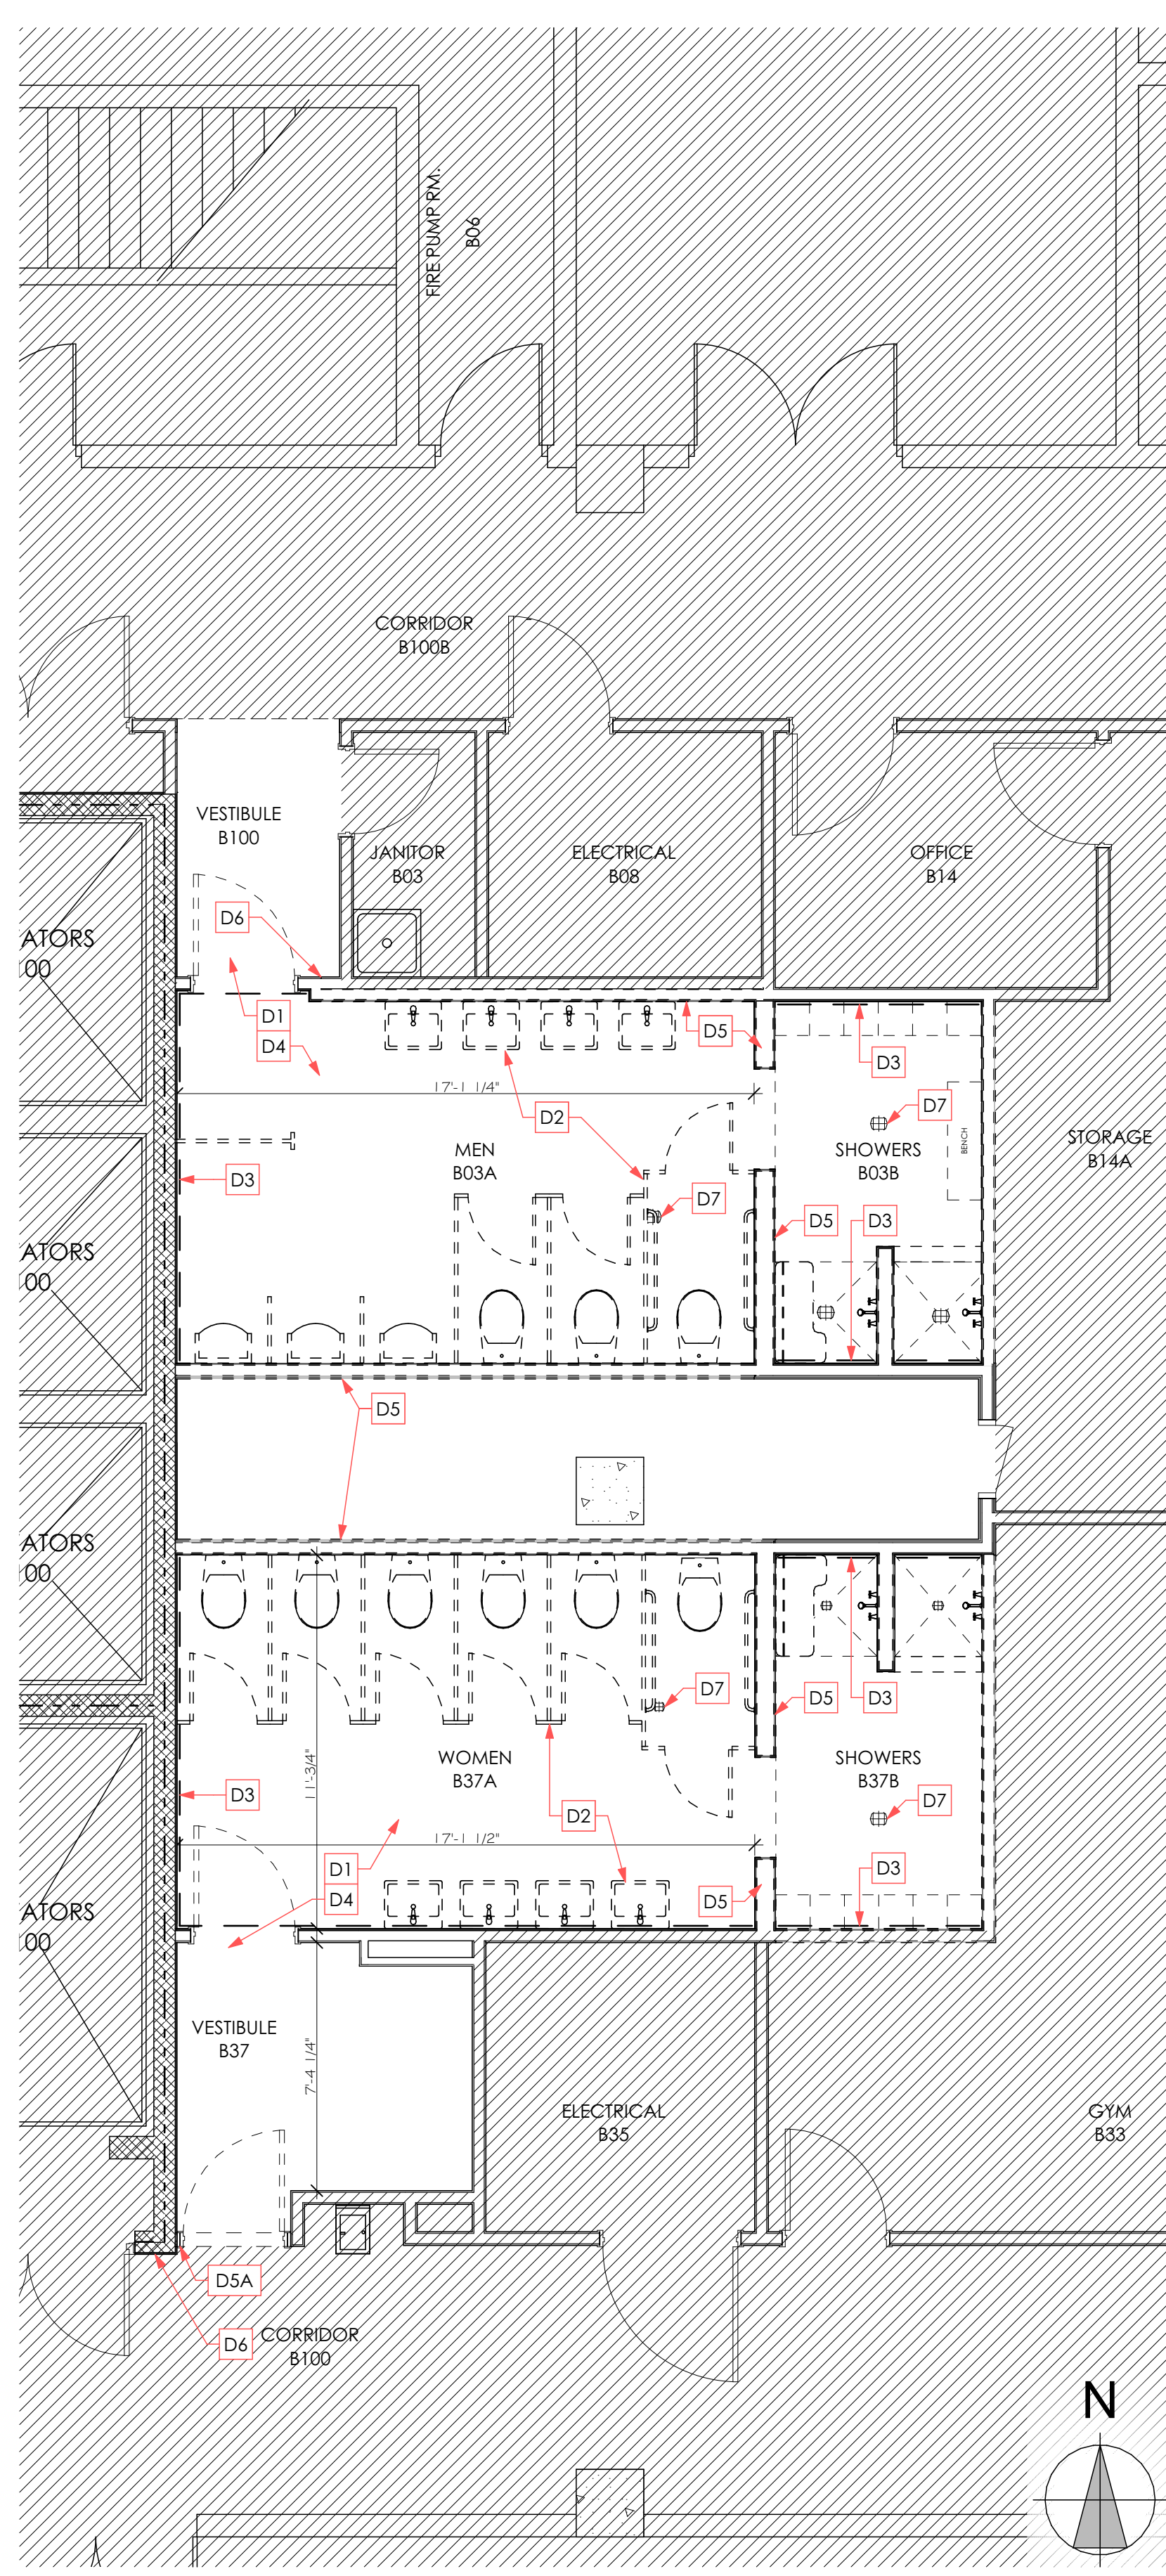 FIRE PUMP RM.
B06
CORRIDOR
B100B
VESTIBULE
B100
JANITOR
B03
ELECTRICAL
B08
OFFICE
B14
ATORS
00
D6
D1
D4
D5
D3
17'-1 1/4"
D2
D7
MEN
B03A
SHOWERS
B03B
BENCH
STORAGE
B14A
D3
D7
D5
D3
ATORS
00
D5
ATORS
00
D7
D5
D3
WOMEN
B37A
SHOWERS
B37B
11'-3/4"
D3
D2
D7
17'-1 1/2"
D1
D4
D5
D3
ATORS
00
VESTIBULE
B37
7'-4 1/4"
ELECTRICAL
B35
GYM
B33
D5A
D6
CORRIDOR
B100
N